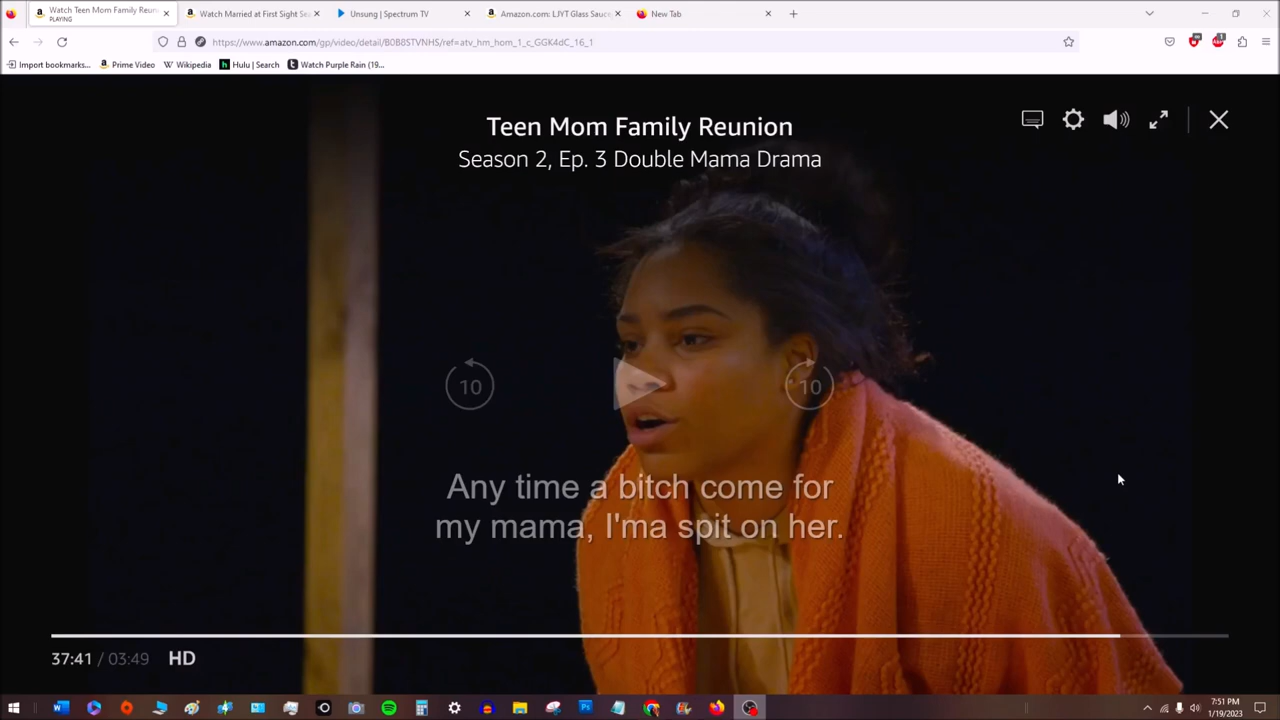 Watch Teen Mom Family Reun
PLAYING
Watch Married at First Sight Sea
Unsung | Spectrum TV
Amazon.com: LJYT Glass Sauce
New Tab
https://www.amazon.com/gp/video/detail/B0B8STVNHS/ref=atv_hm_hom_1_c_GGK4dC_16_1
Import bookmarks...
Prime Video
Wikipedia
Hulu | Search
Watch Purple Rain (19...
Teen Mom Family Reunion
Season 2, Ep. 3 Double Mama Drama
10
10
Any time a bitch come for
my mama, I'ma spit on her.
37:41 / 03:49 HD
7:51 PM
1/19/2023